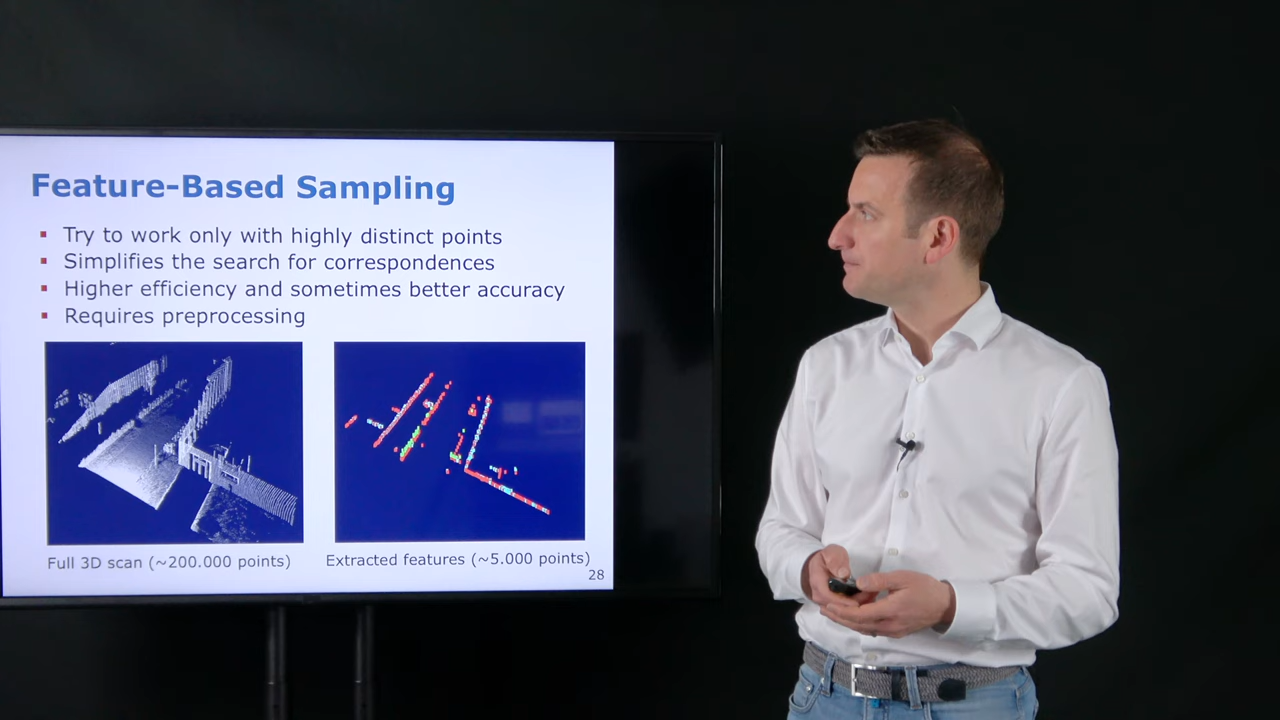 Feature-Based Sampling
▪ Try to work only with highly distinct points
▪ Simplifies the search for correspondences
▪ Higher efficiency and sometimes better accuracy
▪ Requires preprocessing
Full 3D scan (~200.000 points)
Extracted features (~5.000 points)
28